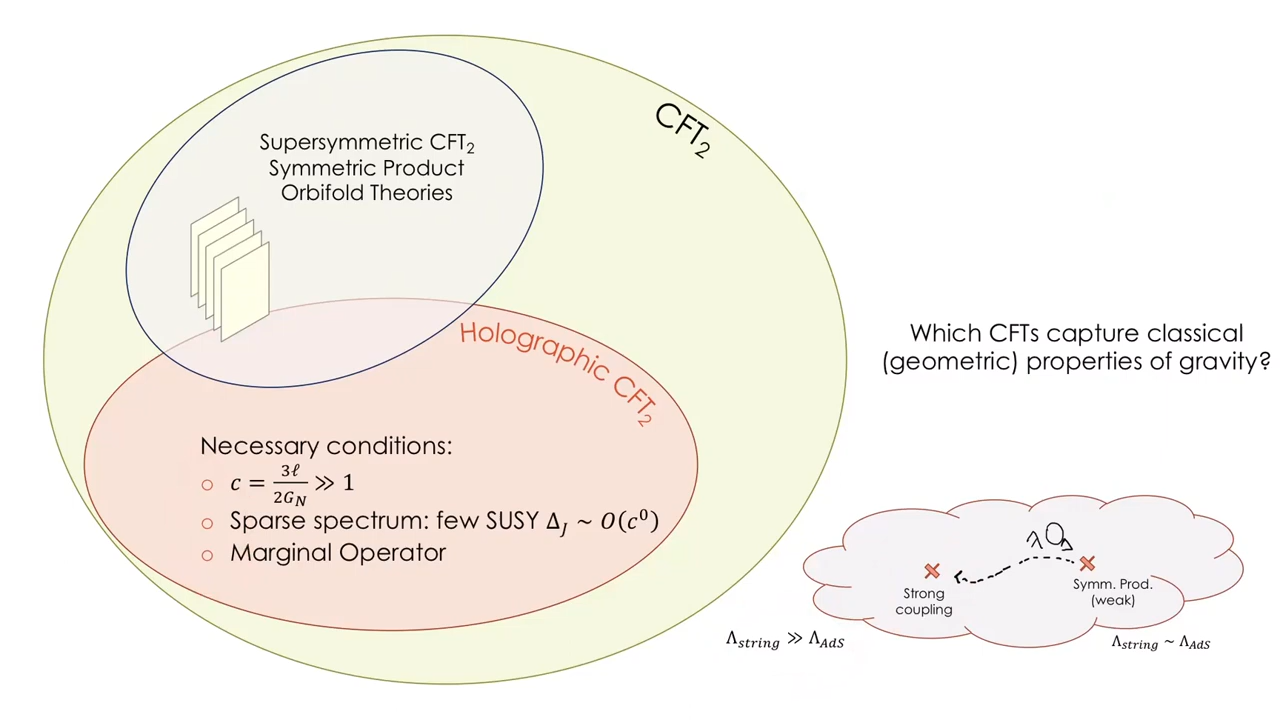 CFT₂
Supersymmetric CFT₂
Symmetric Product
Orbifold Theories
Holographic CFT₂
Necessary conditions:
○ c = 3ℓ/2G_N ≫ 1
○ Sparse spectrum: few SUSY Δ_J ~ O(c⁰)
○ Marginal Operator
Which CFTs capture classical
(geometric) properties of gravity?
Strong
coupling
Symm. Prod.
(weak)
Λ_string ≫ Λ_AdS
Λ_string ~ Λ_AdS